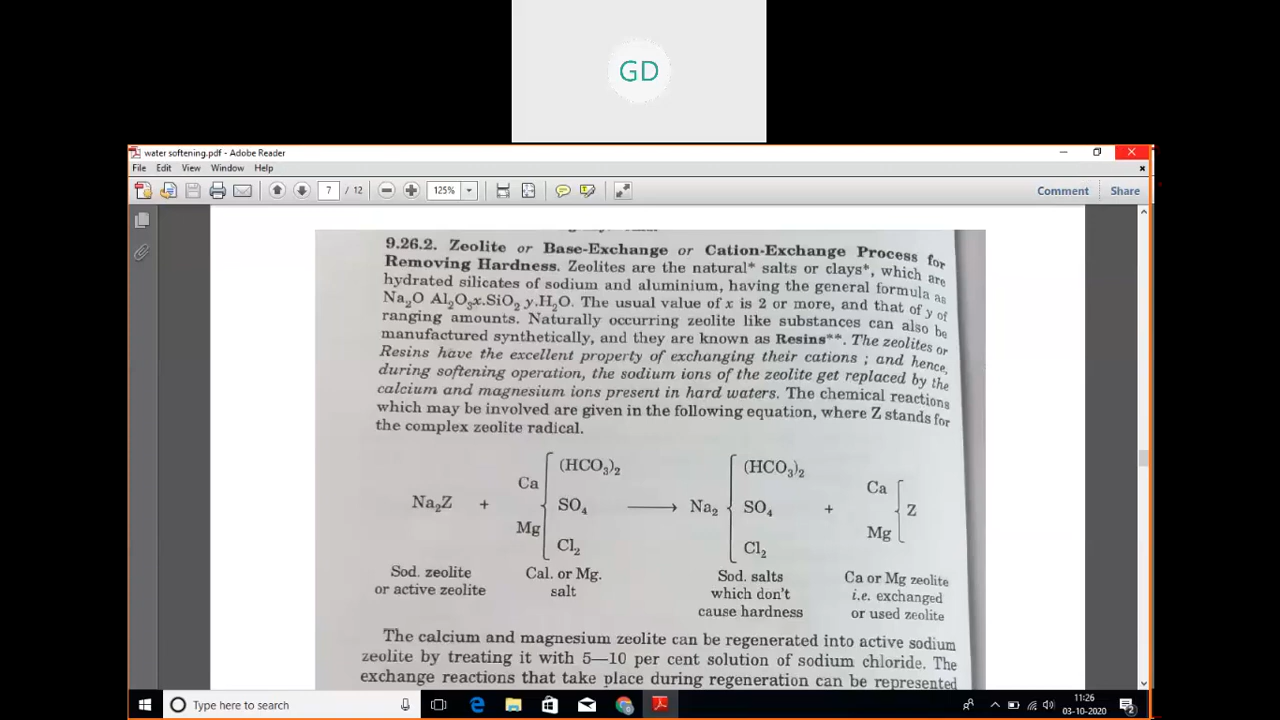 GD
water softening.pdf - Adobe Reader
File Edit View Window Help
7 / 12 125% Comment Share
9.26.2. Zeolite or Base-Exchange or Cation-Exchange Process for
Removing Hardness. Zeolites are the natural* salts or clays*, which are
hydrated silicates of sodium and aluminium, having the general formula as
Na₂O Al₂O₃x.SiO₂ y.H₂O. The usual value of x is 2 or more, and that of y of
ranging amounts. Naturally occurring zeolite like substances can also be
manufactured synthetically, and they are known as Resins**. The zeolites or
Resins have the excellent property of exchanging their cations ; and hence,
during softening operation, the sodium ions of the zeolite get replaced by the
calcium and magnesium ions present in hard waters. The chemical reactions
which may be involved are given in the following equation, where Z stands for
the complex zeolite radical.
(HCO₃)₂ (HCO₃)₂
Ca Ca
Na₂Z + SO₄ ⟶ Na₂ SO₄ + Z
Mg Mg
Cl₂ Cl₂
Sod. zeolite Cal. or Mg. Sod. salts Ca or Mg zeolite
or active zeolite salt which don't i.e. exchanged
cause hardness or used zeolite
The calcium and magnesium zeolite can be regenerated into active sodium
zeolite by treating it with 5—10 per cent solution of sodium chloride. The
exchange reactions that take place during regeneration can be represented
Type here to search
11:26
03-10-2020
2